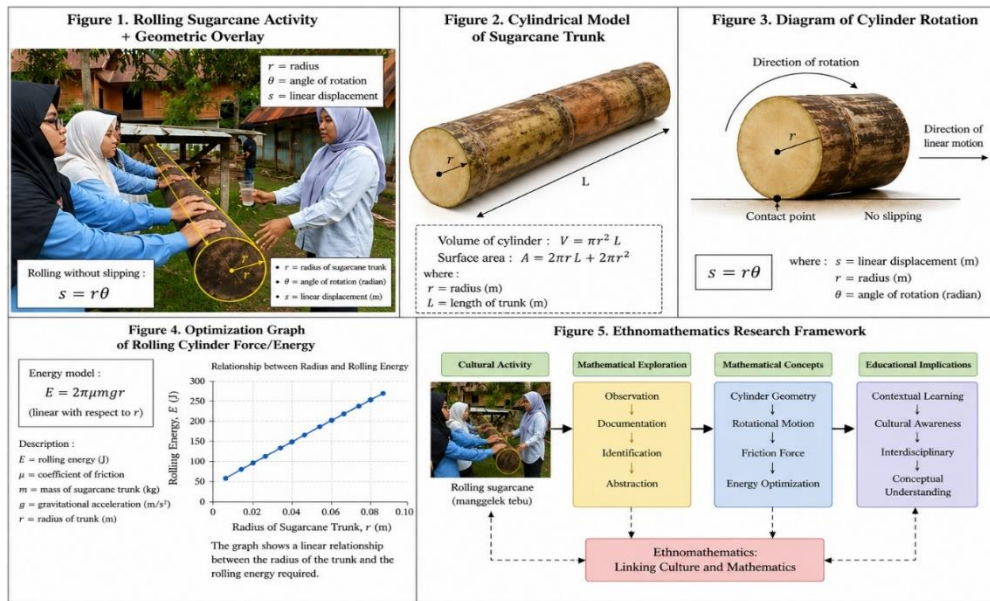 Figure 1. Rolling Sugarcane Activity
+ Geometric Overlay
r = radius
θ = angle of rotation
s = linear displacement
r
r
Rolling without slipping :
s = rθ
• r = radius of sugarcane trunk
• θ = angle of rotation (radian)
• s = linear displacement (m)
Figure 2. Cylindrical Model
of Sugarcane Trunk
r
L
Volume of cylinder : V = πr² L
Surface area : A = 2πr L + 2πr²
where :
r = radius (m)
L = length of trunk (m)
Figure 3. Diagram of Cylinder Rotation
Direction of rotation
r
Direction of
linear motion
Contact point
No slipping
s = rθ
where : s = linear displacement (m)
r = radius (m)
θ = angle of rotation (radian)
Figure 4. Optimization Graph
of Rolling Cylinder Force/Energy
Energy model :
E = 2πμmgr
(linear with respect to r)
Description :
E = rolling energy (J)
μ = coefficient of friction
m = mass of sugarcane trunk (kg)
g = gravitational acceleration (m/s²)
r = radius of trunk (m)
Relationship between Radius and Rolling Energy
Rolling Energy, E (J)
300
250
200
150
100
50
0
0.00 0.02 0.04 0.06 0.08 0.10
Radius of Sugarcane Trunk, r (m)
The graph shows a linear relationship
between the radius of the trunk and the
rolling energy required.
Figure 5. Ethnomathematics Research Framework
Cultural Activity
Rolling sugarcane
(manggelek tebu)
Mathematical Exploration
Observation
Documentation
Identification
Abstraction
Mathematical Concepts
Cylinder Geometry
Rotational Motion
Friction Force
Energy Optimization
Educational Implications
Contextual Learning
Cultural Awareness
Interdisciplinary
Conceptual
Understanding
Ethnomathematics:
Linking Culture and Mathematics